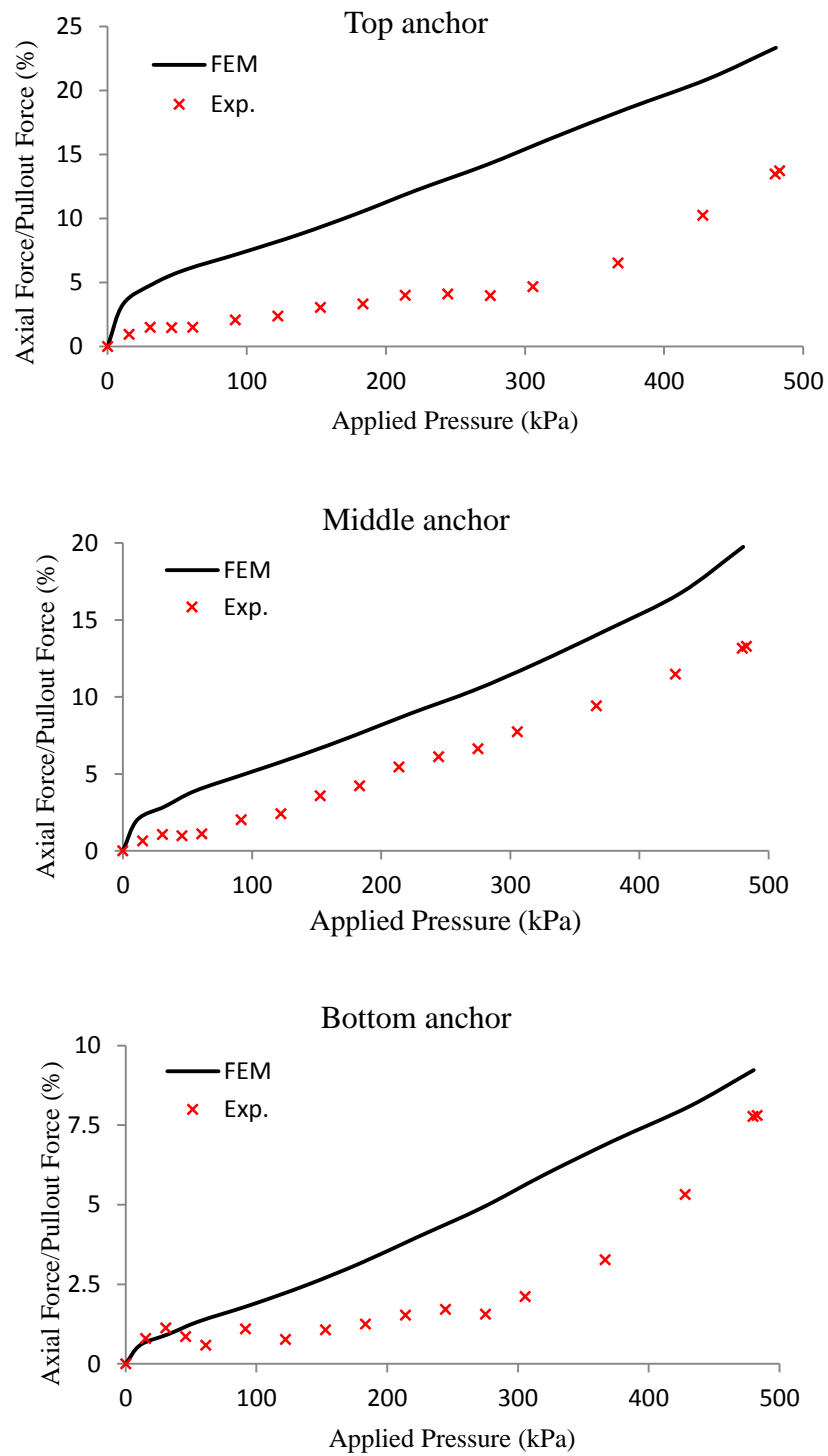 Top anchor
25
20
15
10
5
0
FEM
Exp.
Axial Force/Pullout Force (%)
0 100 200 300 400 500
Applied Pressure (kPa)
Middle anchor
20
15
10
5
0
FEM
Exp.
Axial Force/Pullout Force (%)
0 100 200 300 400 500
Applied Pressure (kPa)
Bottom anchor
10
7.5
5
2.5
0
FEM
Exp.
Axial Force/Pullout Force (%)
0 100 200 300 400 500
Applied Pressure (kPa)